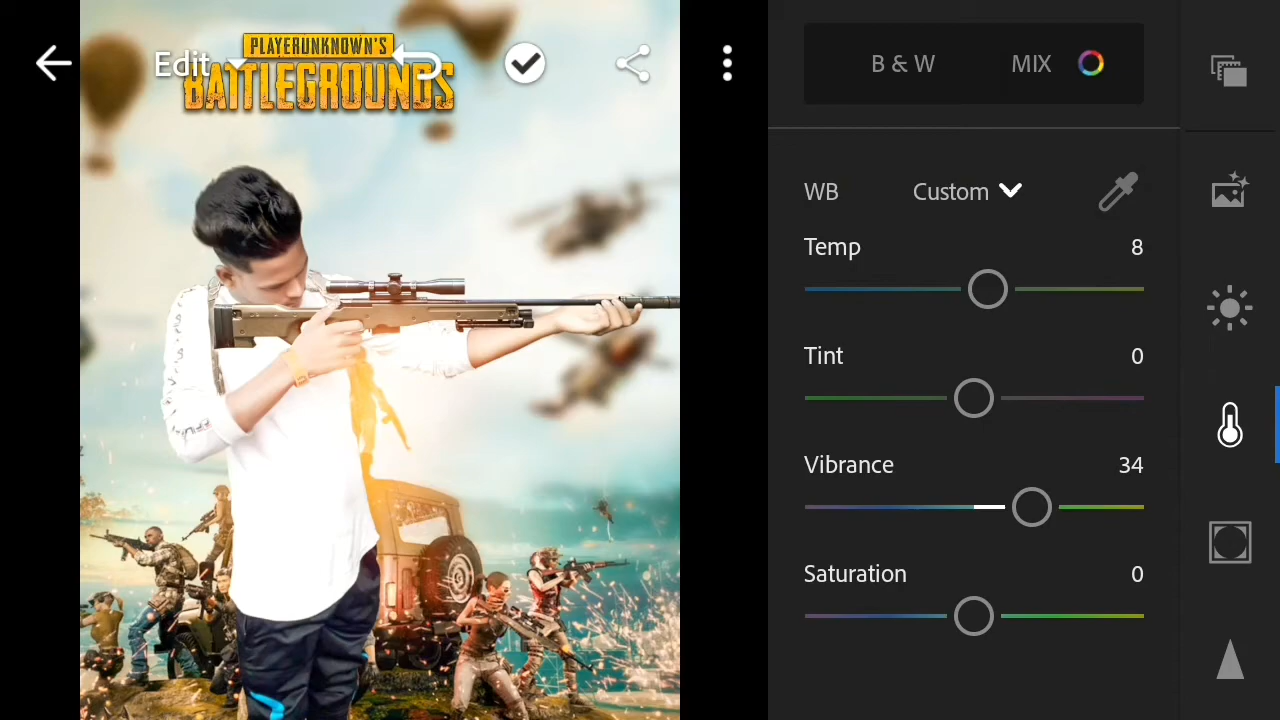 PLAYERUNKNOWN'S
BATTLEGROUNDS
Edit
B & W
MIX
WB
Custom
Temp
8
Tint
0
Vibrance
34
Saturation
0